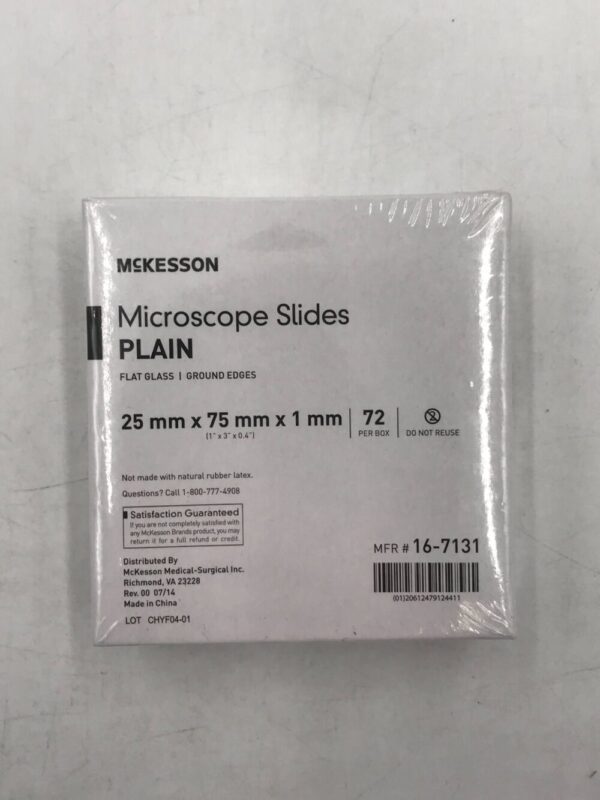 MCKESSON
Microscope Slides
PLAIN
FLAT GLASS | GROUND EDGES
25 mm x 75 mm x 1 mm
(1" x 3" x 0.4")
72
PER BOX
DO NOT REUSE
Not made with natural rubber latex.
Questions? Call 1-800-777-4908
Satisfaction Guaranteed
If you are not completely satisfied with
any McKesson Brands product, you may
return it for a full refund or credit.
Distributed By
McKesson Medical-Surgical Inc.
Richmond, VA 23228
Rev. 00 07/14
Made in China
LOT CHYF04-01
MFR # 16-7131
(01)20612479124411